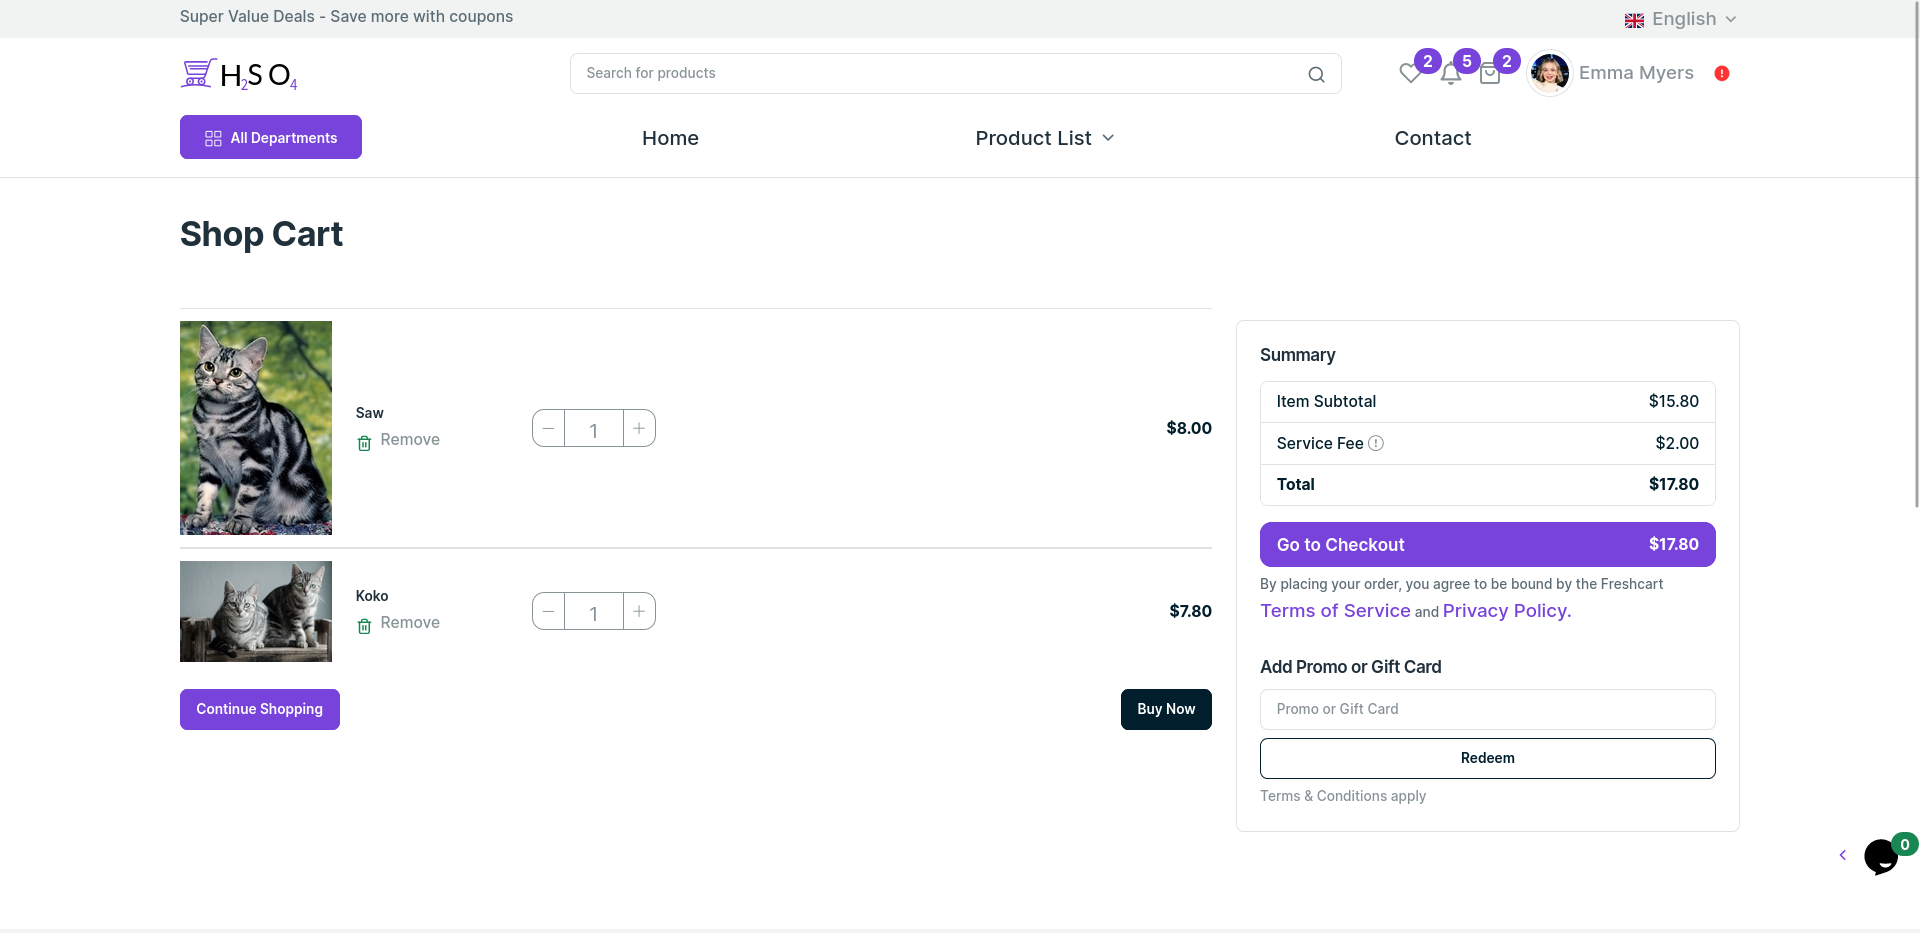 Super Value Deals - Save more with coupons
English
H2SO4
Search for products
2
5
2
Emma Myers
All Departments
Home
Product List
Contact
Shop Cart
Saw
Remove
1
$8.00
Koko
Remove
1
$7.80
Continue Shopping
Buy Now
Summary
Item Subtotal $15.80
Service Fee $2.00
Total $17.80
Go to Checkout $17.80
By placing your order, you agree to be bound by the Freshcart
Terms of Service and Privacy Policy.
Add Promo or Gift Card
Promo or Gift Card
Redeem
Terms & Conditions apply
0